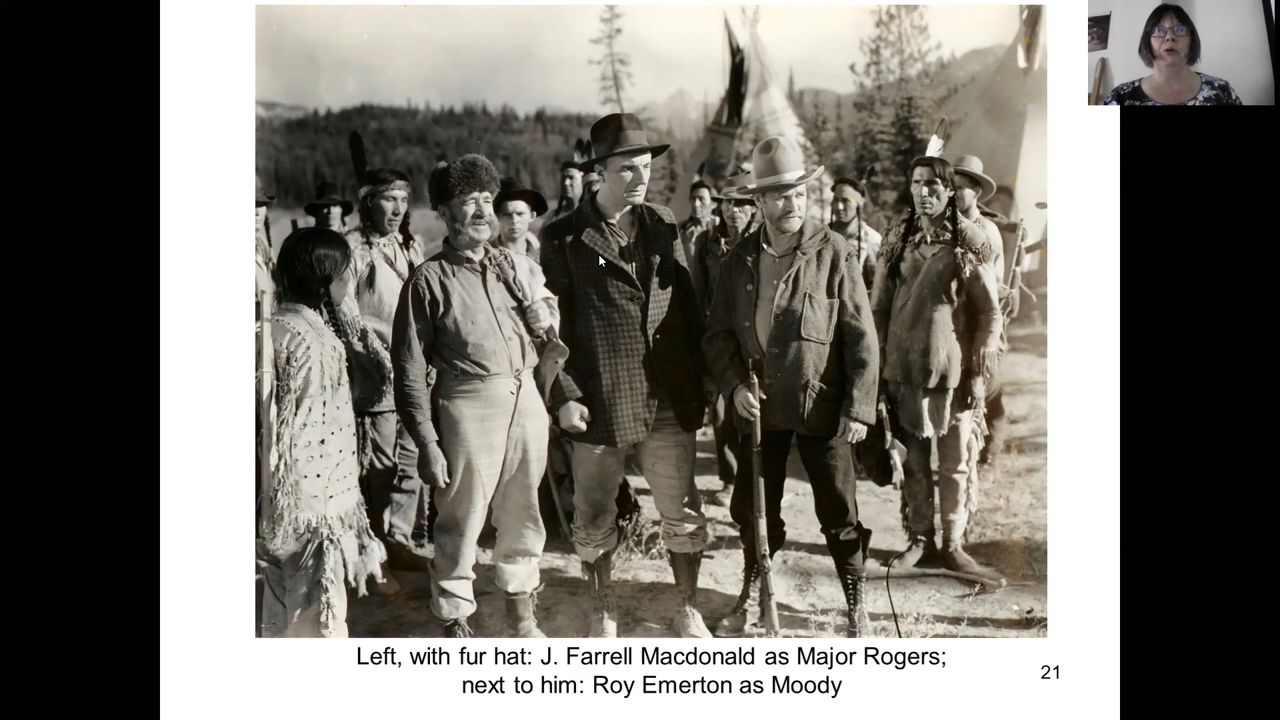 Left, with fur hat: J. Farrell Macdonald as Major Rogers;
next to him: Roy Emerton as Moody
21